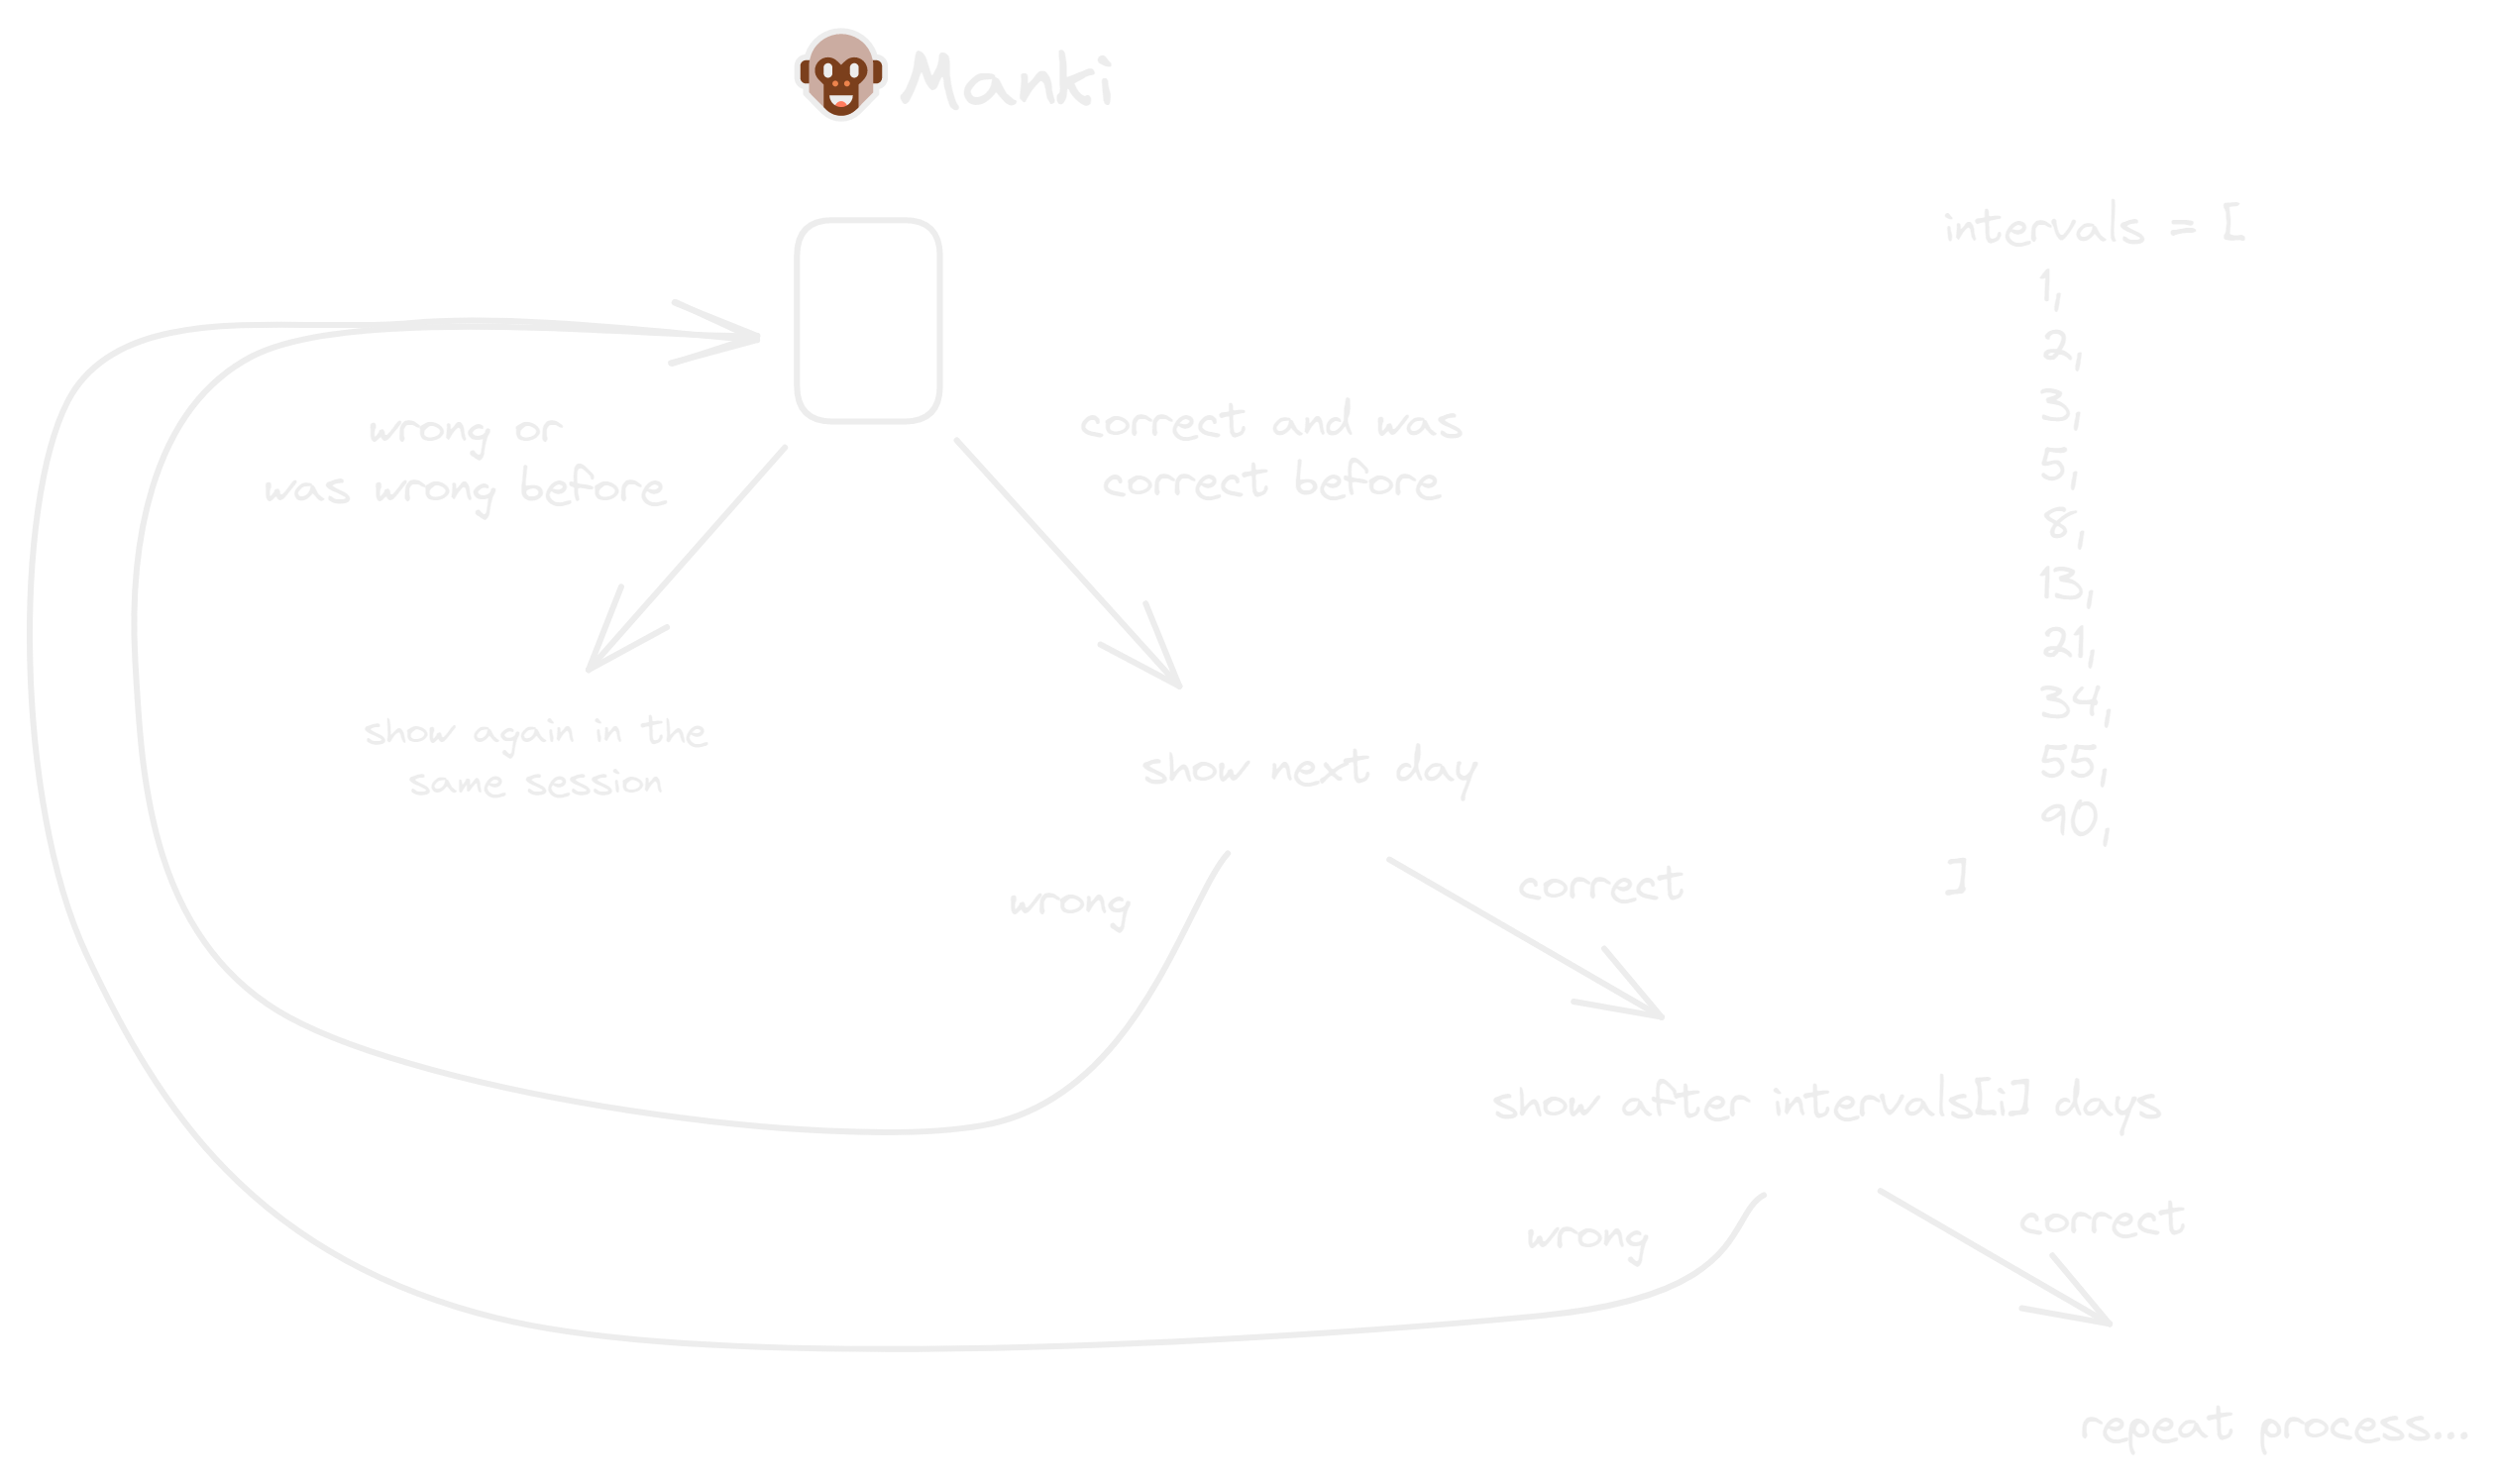 Manki
intervals = [
1,
2,
3,
5,
8,
13,
21,
34,
55,
90,
]
wrong or
was wrong before
correct and was
correct before
show again in the
same session
show next day
wrong
correct
show after intervals[i] days
wrong
correct
repeat process...